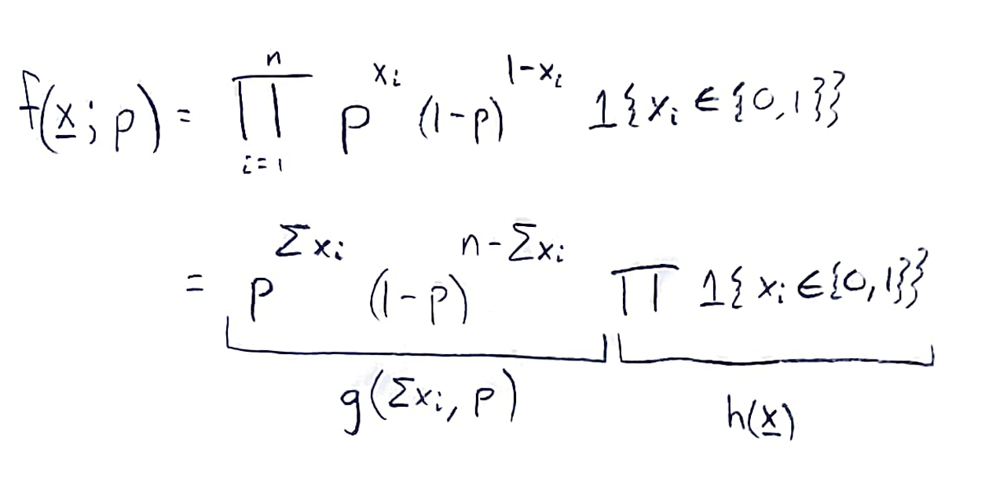 f(x̲; p) = ∏_{i=1}^{n} p^{x_i} (1-p)^{1-x_i} 𝟙{x_i ∈ {0,1}}
= p^{Σx_i} (1-p)^{n-Σx_i} ∏ 𝟙{x_i ∈ {0,1}}
g(Σx_i, p) h(x̲)